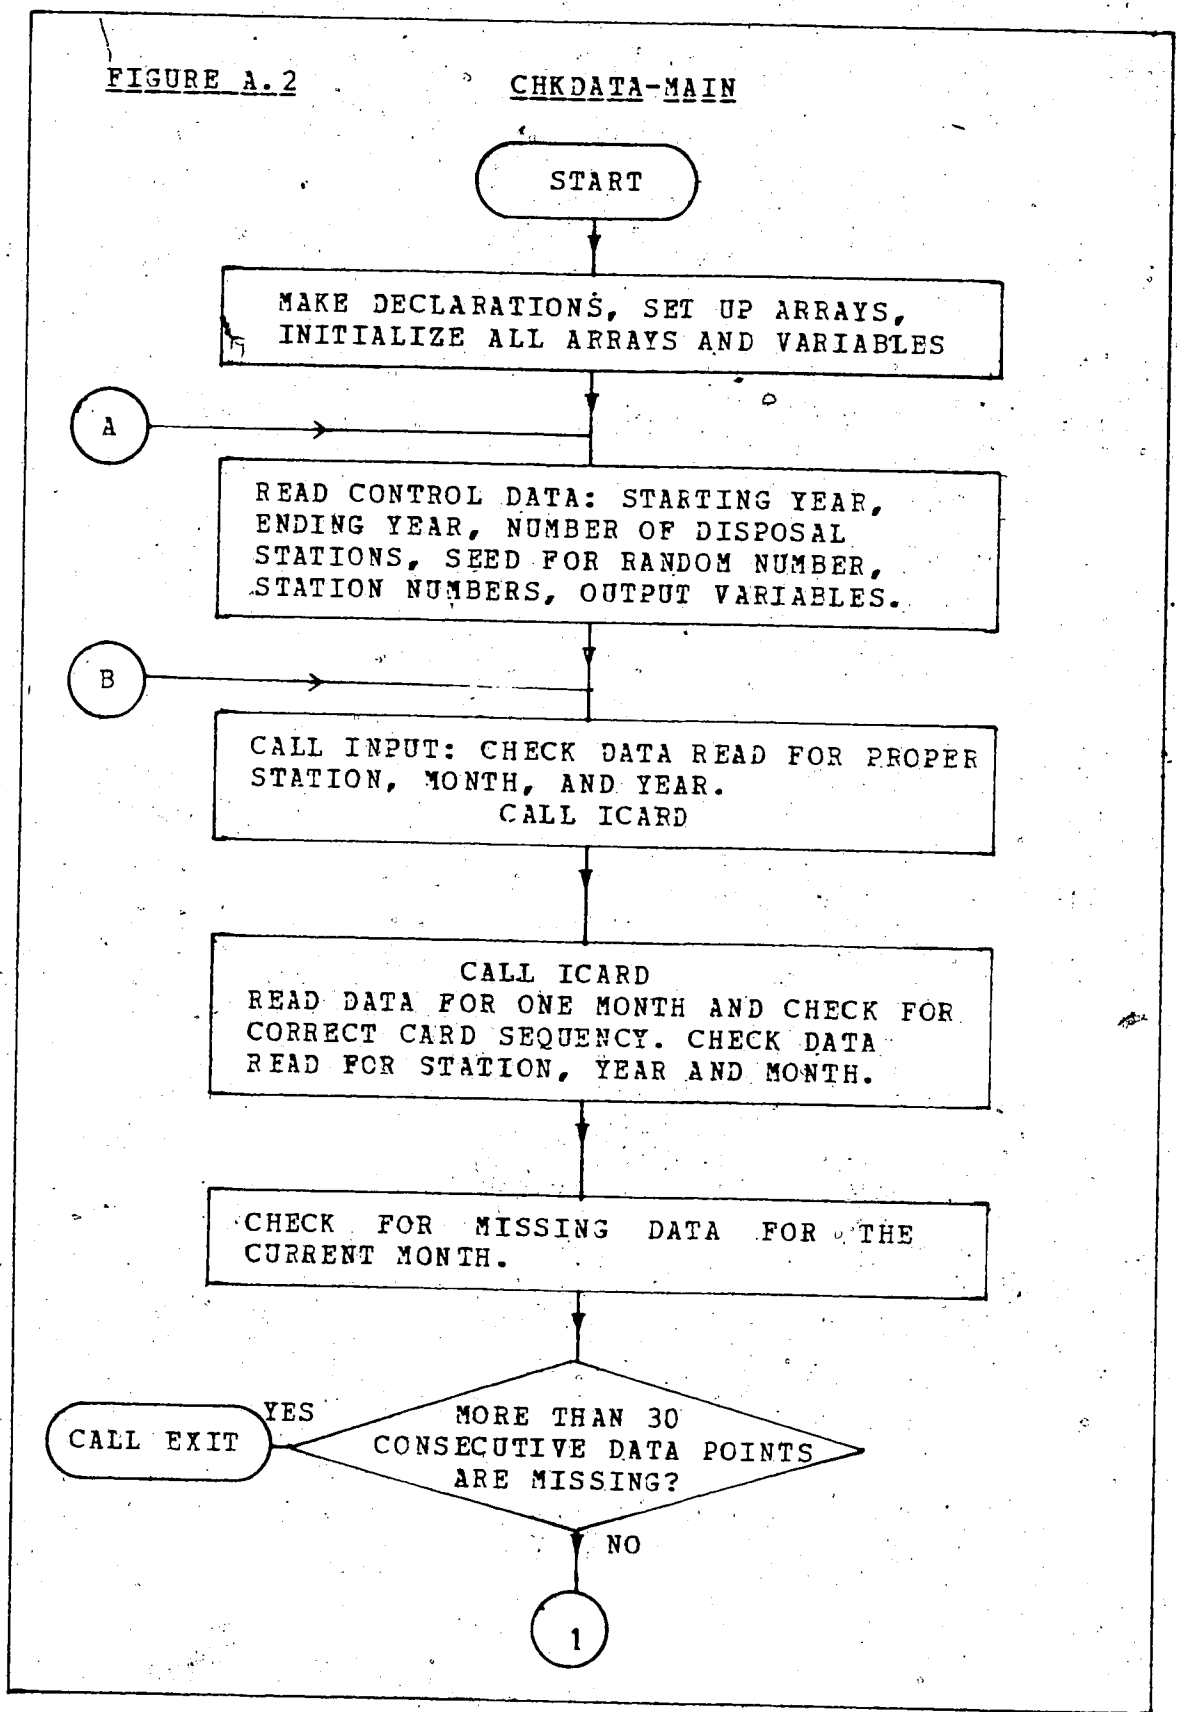 FIGURE A.2 CHKDATA-MAIN
START
MAKE DECLARATIONS, SET UP ARRAYS,
INITIALIZE ALL ARRAYS AND VARIABLES
A
READ CONTROL DATA: STARTING YEAR,
ENDING YEAR, NUMBER OF DISPOSAL
STATIONS, SEED FOR RANDOM NUMBER,
STATION NUMBERS, OUTPUT VARIABLES.
B
CALL INPUT: CHECK DATA READ FOR PROPER
STATION, MONTH, AND YEAR.
CALL ICARD
CALL ICARD
READ DATA FOR ONE MONTH AND CHECK FOR
CORRECT CARD SEQUENCY. CHECK DATA
READ FOR STATION, YEAR AND MONTH.
CHECK FOR MISSING DATA FOR THE
CURRENT MONTH.
YES
CALL EXIT
MORE THAN 30
CONSECUTIVE DATA POINTS
ARE MISSING?
NO
1